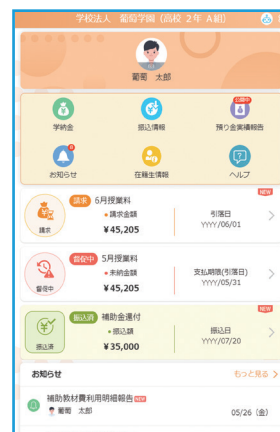 学校法人 葡萄学園 (高校 2年 A組)
葡萄 太郎
公開中
学納金
振込情報
預り金実績報告
お知らせ
在籍生情報
ヘルプ
NEW
請求 6月授業料
請求
•請求金額
¥45,205
引落日
YYYY/06/01
督促中 5月授業料
督促中
•未納金額
¥45,205
支払期限(引落日)
YYYY/05/31
NEW
振込済 補助金還付
振込済
•振込額
¥35,000
振込日
YYYY/07/20
お知らせ
もっと見る
補助教材費利用明細報告 NEW
葡萄 太郎
05/26 (金)